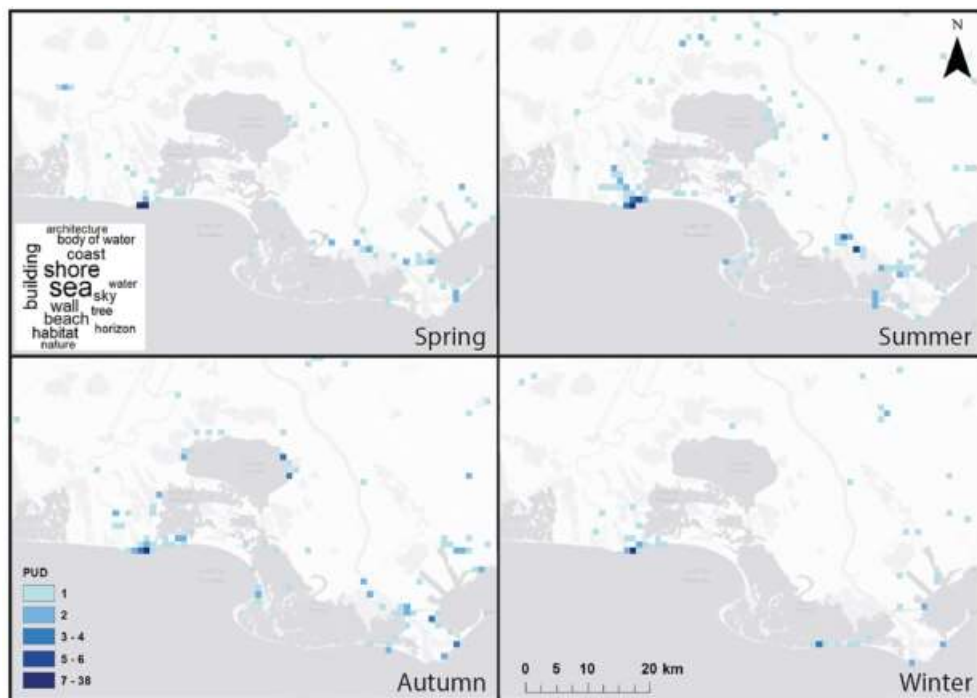 N
architecture
body of water
coast
building
shore
sea
water
sky
wall
tree
beach
habitat
horizon
nature
Spring
Summer
PUD
1
2
3 - 4
5 - 6
7 - 38
Autumn
0 5 10 20 km
Winter